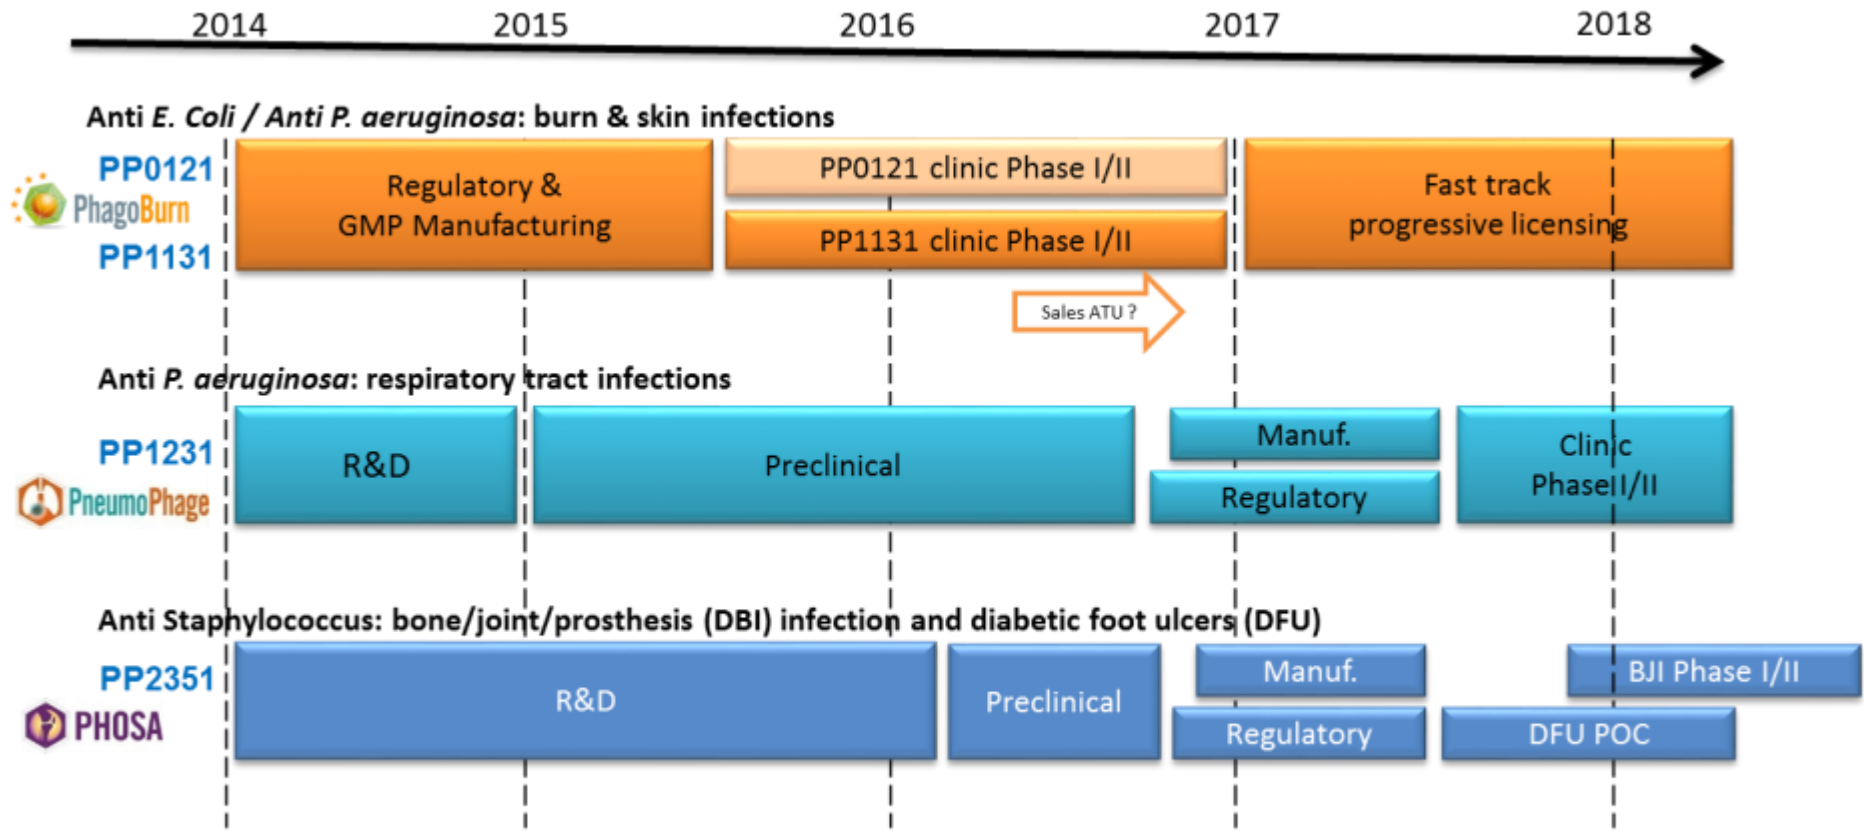 2014 2015 2016 2017 2018
Anti E. Coli / Anti P. aeruginosa: burn & skin infections
PP0121
PhagoBurn
PP1131
Regulatory &
GMP Manufacturing
PP0121 clinic Phase I/II
PP1131 clinic Phase I/II
Fast track
progressive licensing
Sales ATU ?
Anti P. aeruginosa: respiratory tract infections
PP1231
PneumoPhage
R&D
Preclinical
Manuf.
Regulatory
Clinic
Phase I/II
Anti Staphylococcus: bone/joint/prosthesis (DBI) infection and diabetic foot ulcers (DFU)
PP2351
PHOSA
R&D
Preclinical
Manuf.
Regulatory
BJI Phase I/II
DFU POC